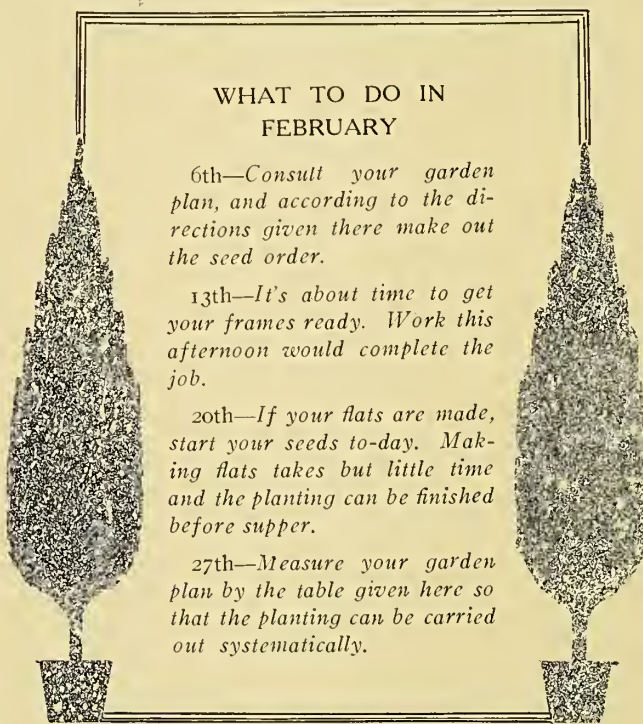 WHAT TO DO IN
FEBRUARY
6th—Consult your garden
plan, and according to the di-
rections given there make out
the seed order.
13th—It's about time to get
your frames ready. Work this
afternoon would complete the
job.
20th—If your flats are made,
start your seeds to-day. Mak-
ing flats takes but little time
and the planting can be finished
before supper.
27th—Measure your garden
plan by the table given here so
that the planting can be carried
out systematically.